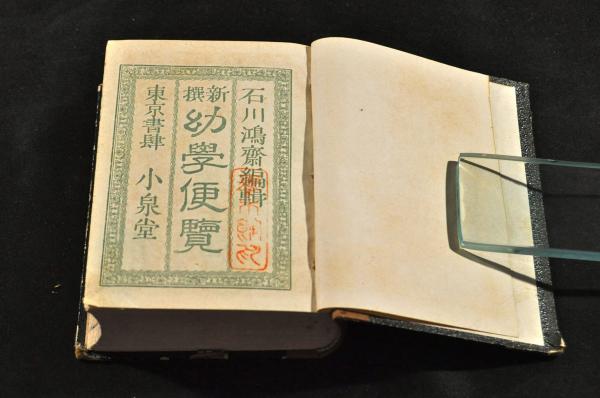 石川鴻齋編輯
新撰
幼學便覽
東京書肆 小泉堂